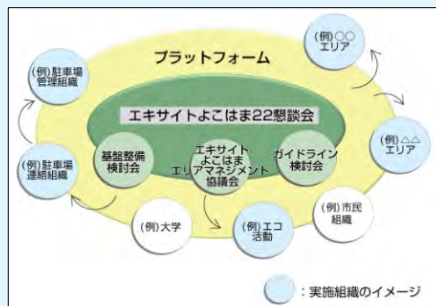 プラットフォーム
(例)○○
エリア
(例)駐車場
管理組織
エキサイトよこはま22懇談会
(例)△△
エリア
(例)駐車場
連絡組織
基盤整備
検討会
エキサイト
よこはま
エリアマネジメント
協議会
ガイドライン
検討会
(例)大学
(例)エコ
活動
(例)市民
組織
:実施組織のイメージ